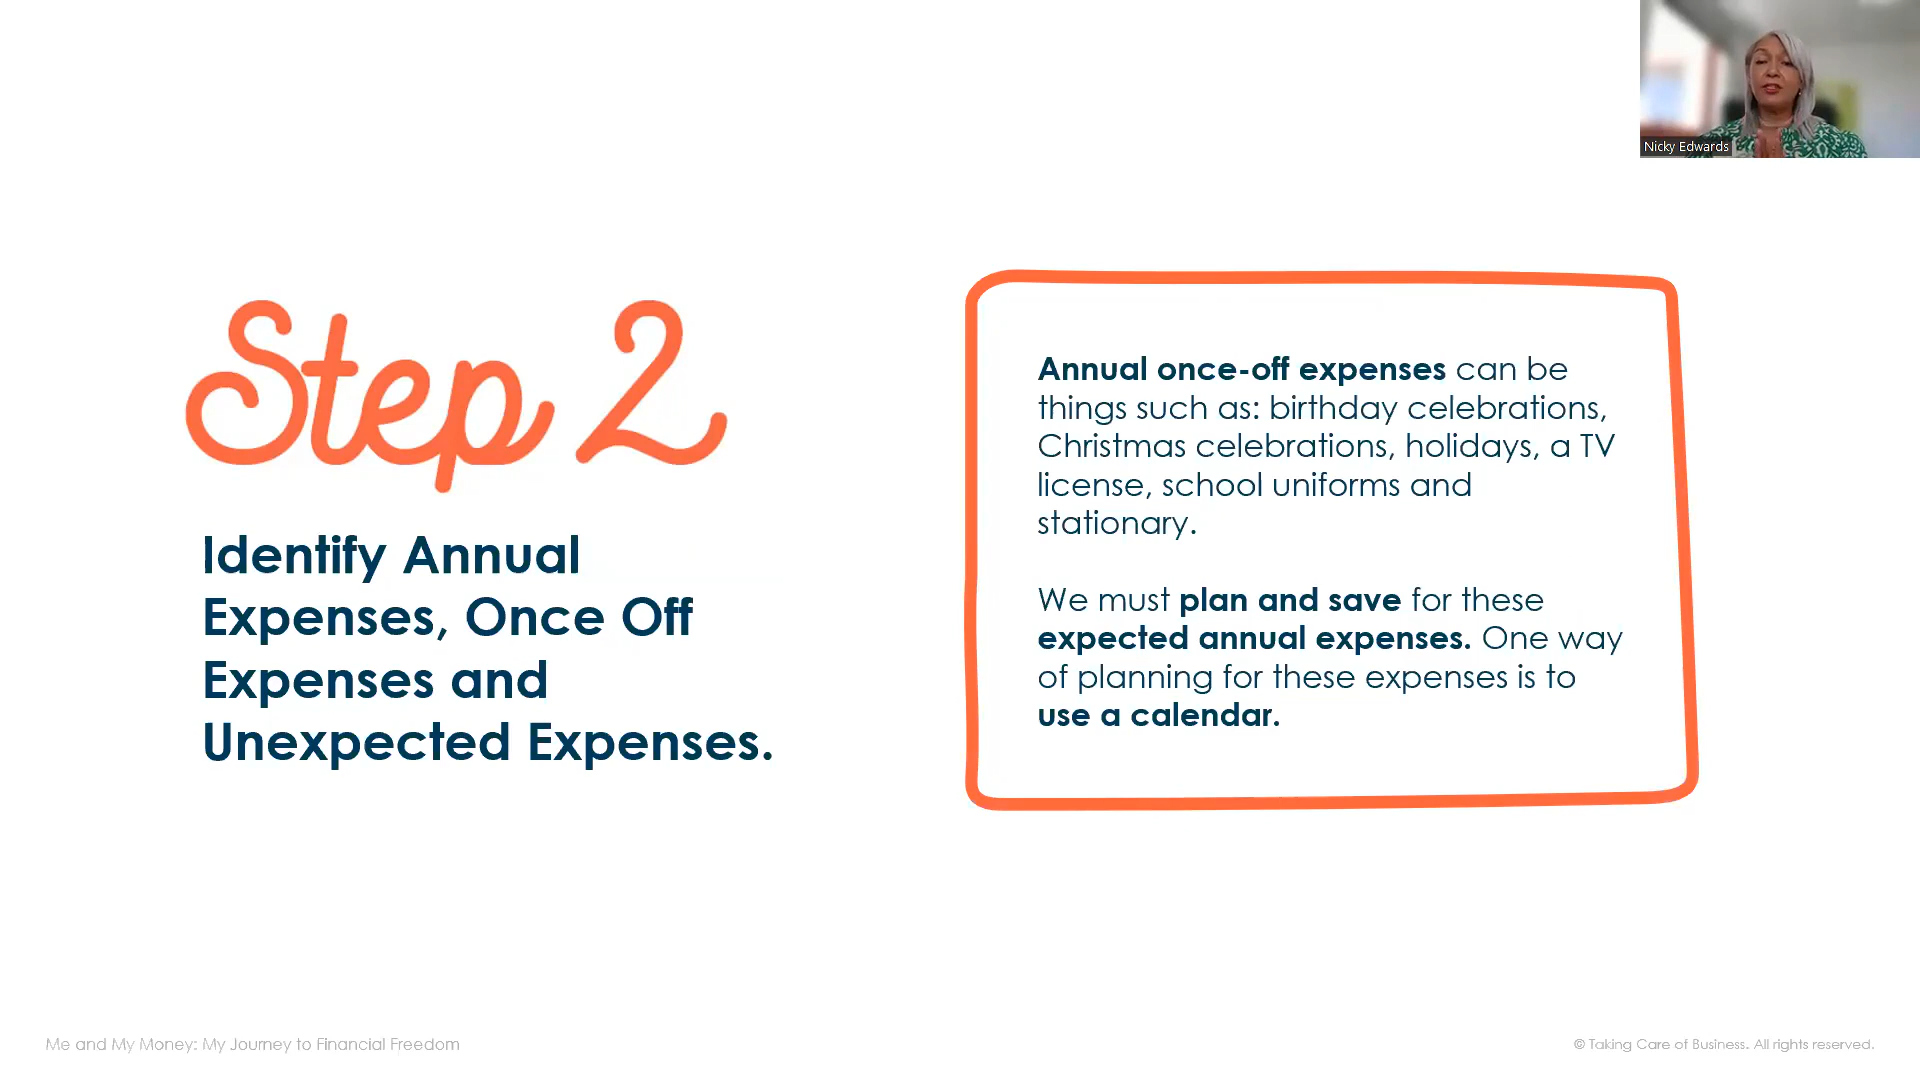 Nicky Edwards
Step 2
Identify Annual
Expenses, Once Off
Expenses and
Unexpected Expenses.
Annual once-off expenses can be
things such as: birthday celebrations,
Christmas celebrations, holidays, a TV
license, school uniforms and
stationary.
We must plan and save for these
expected annual expenses. One way
of planning for these expenses is to
use a calendar.
Me and My Money: My Journey to Financial Freedom
© Taking Care of Business. All rights reserved.